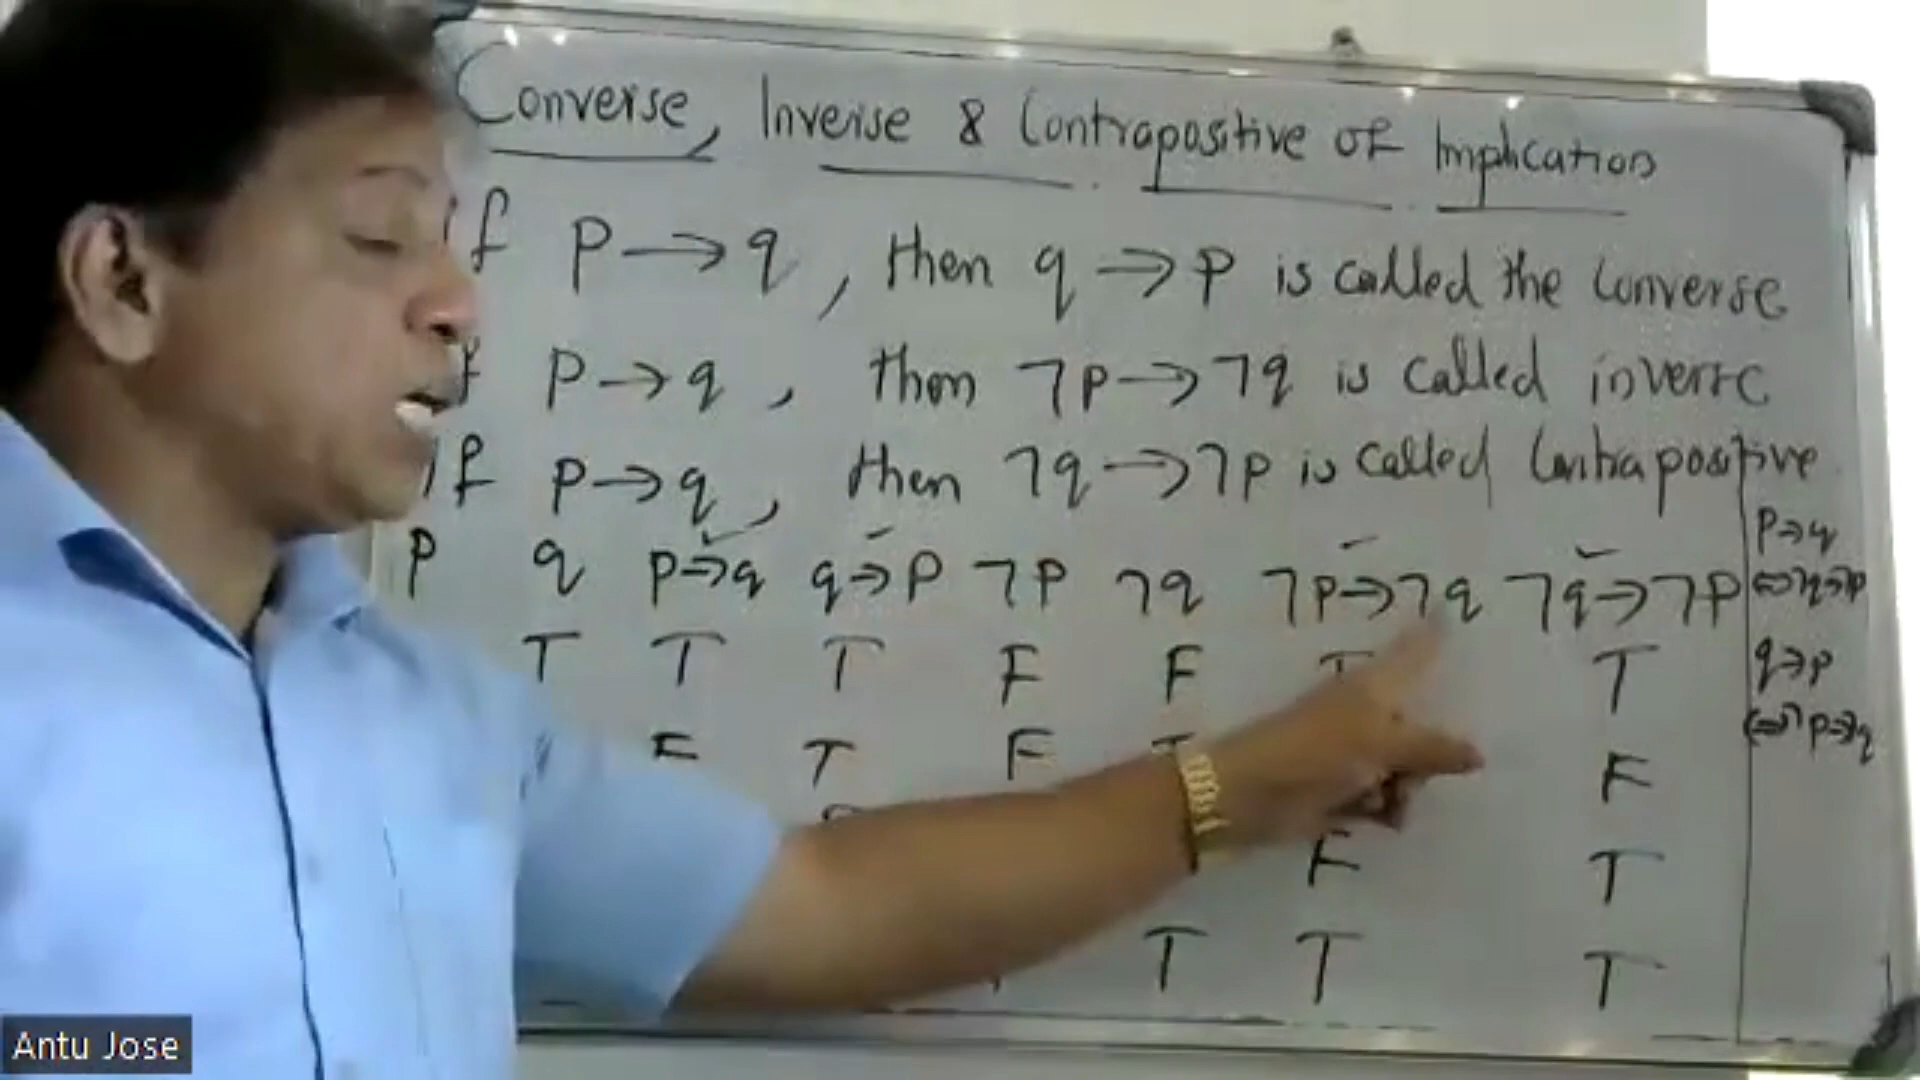 Converse, Inverse & Contrapositive of Implication
If P → q, then q → P is called the Converse
P → q, then ¬P → ¬q is called inverse
If P → q, then ¬q → ¬P is called Contrapositive
P q P→q q→P ¬P ¬q ¬P→¬q ¬q→¬P
T T T F F T T
F T F T F
F T
T T T
P→q
⇔¬q→¬P
q→P
⇔¬P→¬q
Antu Jose